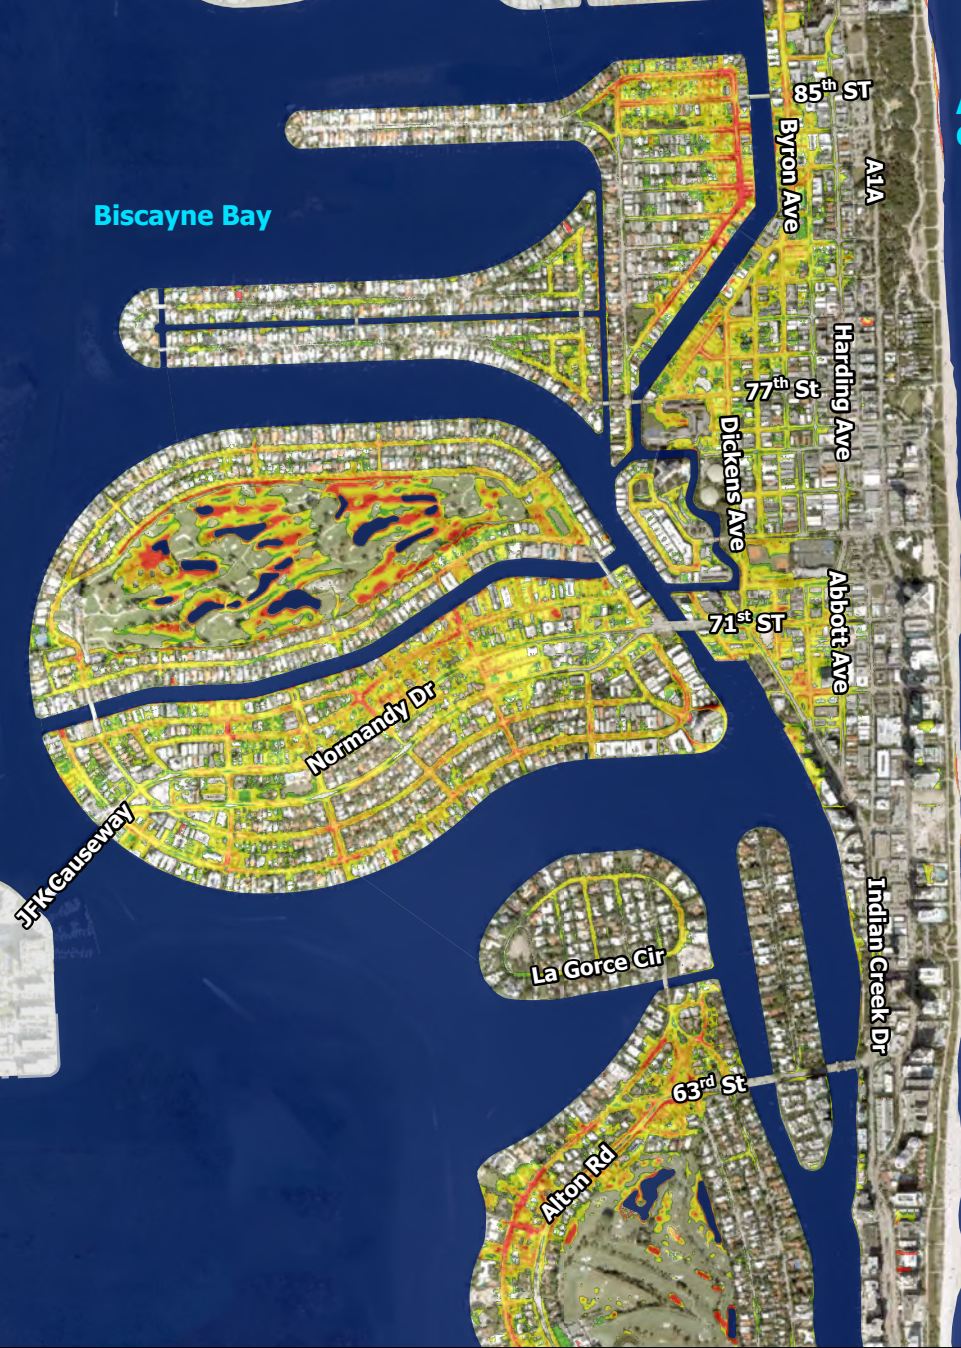 85th ST
Byron Ave
A1A
Biscayne Bay
Harding Ave
77th St
Dickens Ave
Abbott Ave
71st ST
Normandy Dr
JFK Causeway
Indian Creek Dr
La Gorce Cir
63rd St
Alton Rd